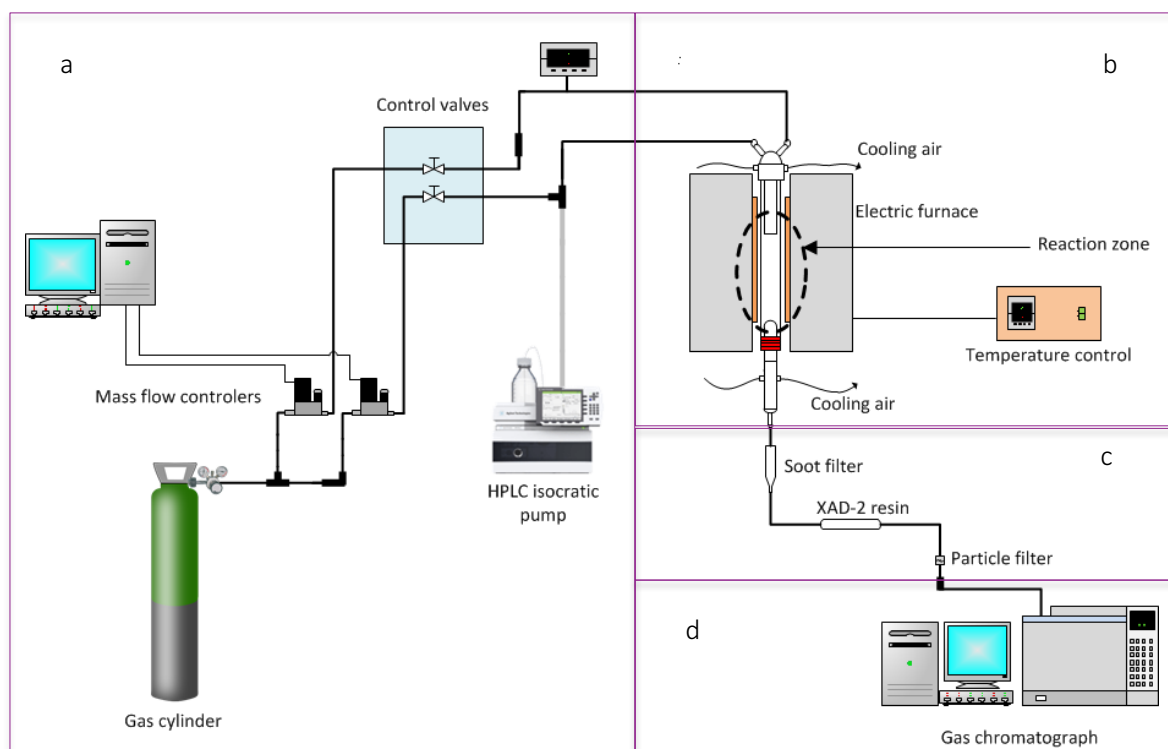 a
b
Control valves
Cooling air
Electric furnace
Reaction zone
Temperature control
Mass flow controlers
Cooling air
HPLC isocratic
pump
c
Soot filter
XAD-2 resin
Particle filter
d
Gas cylinder
Gas chromatograph